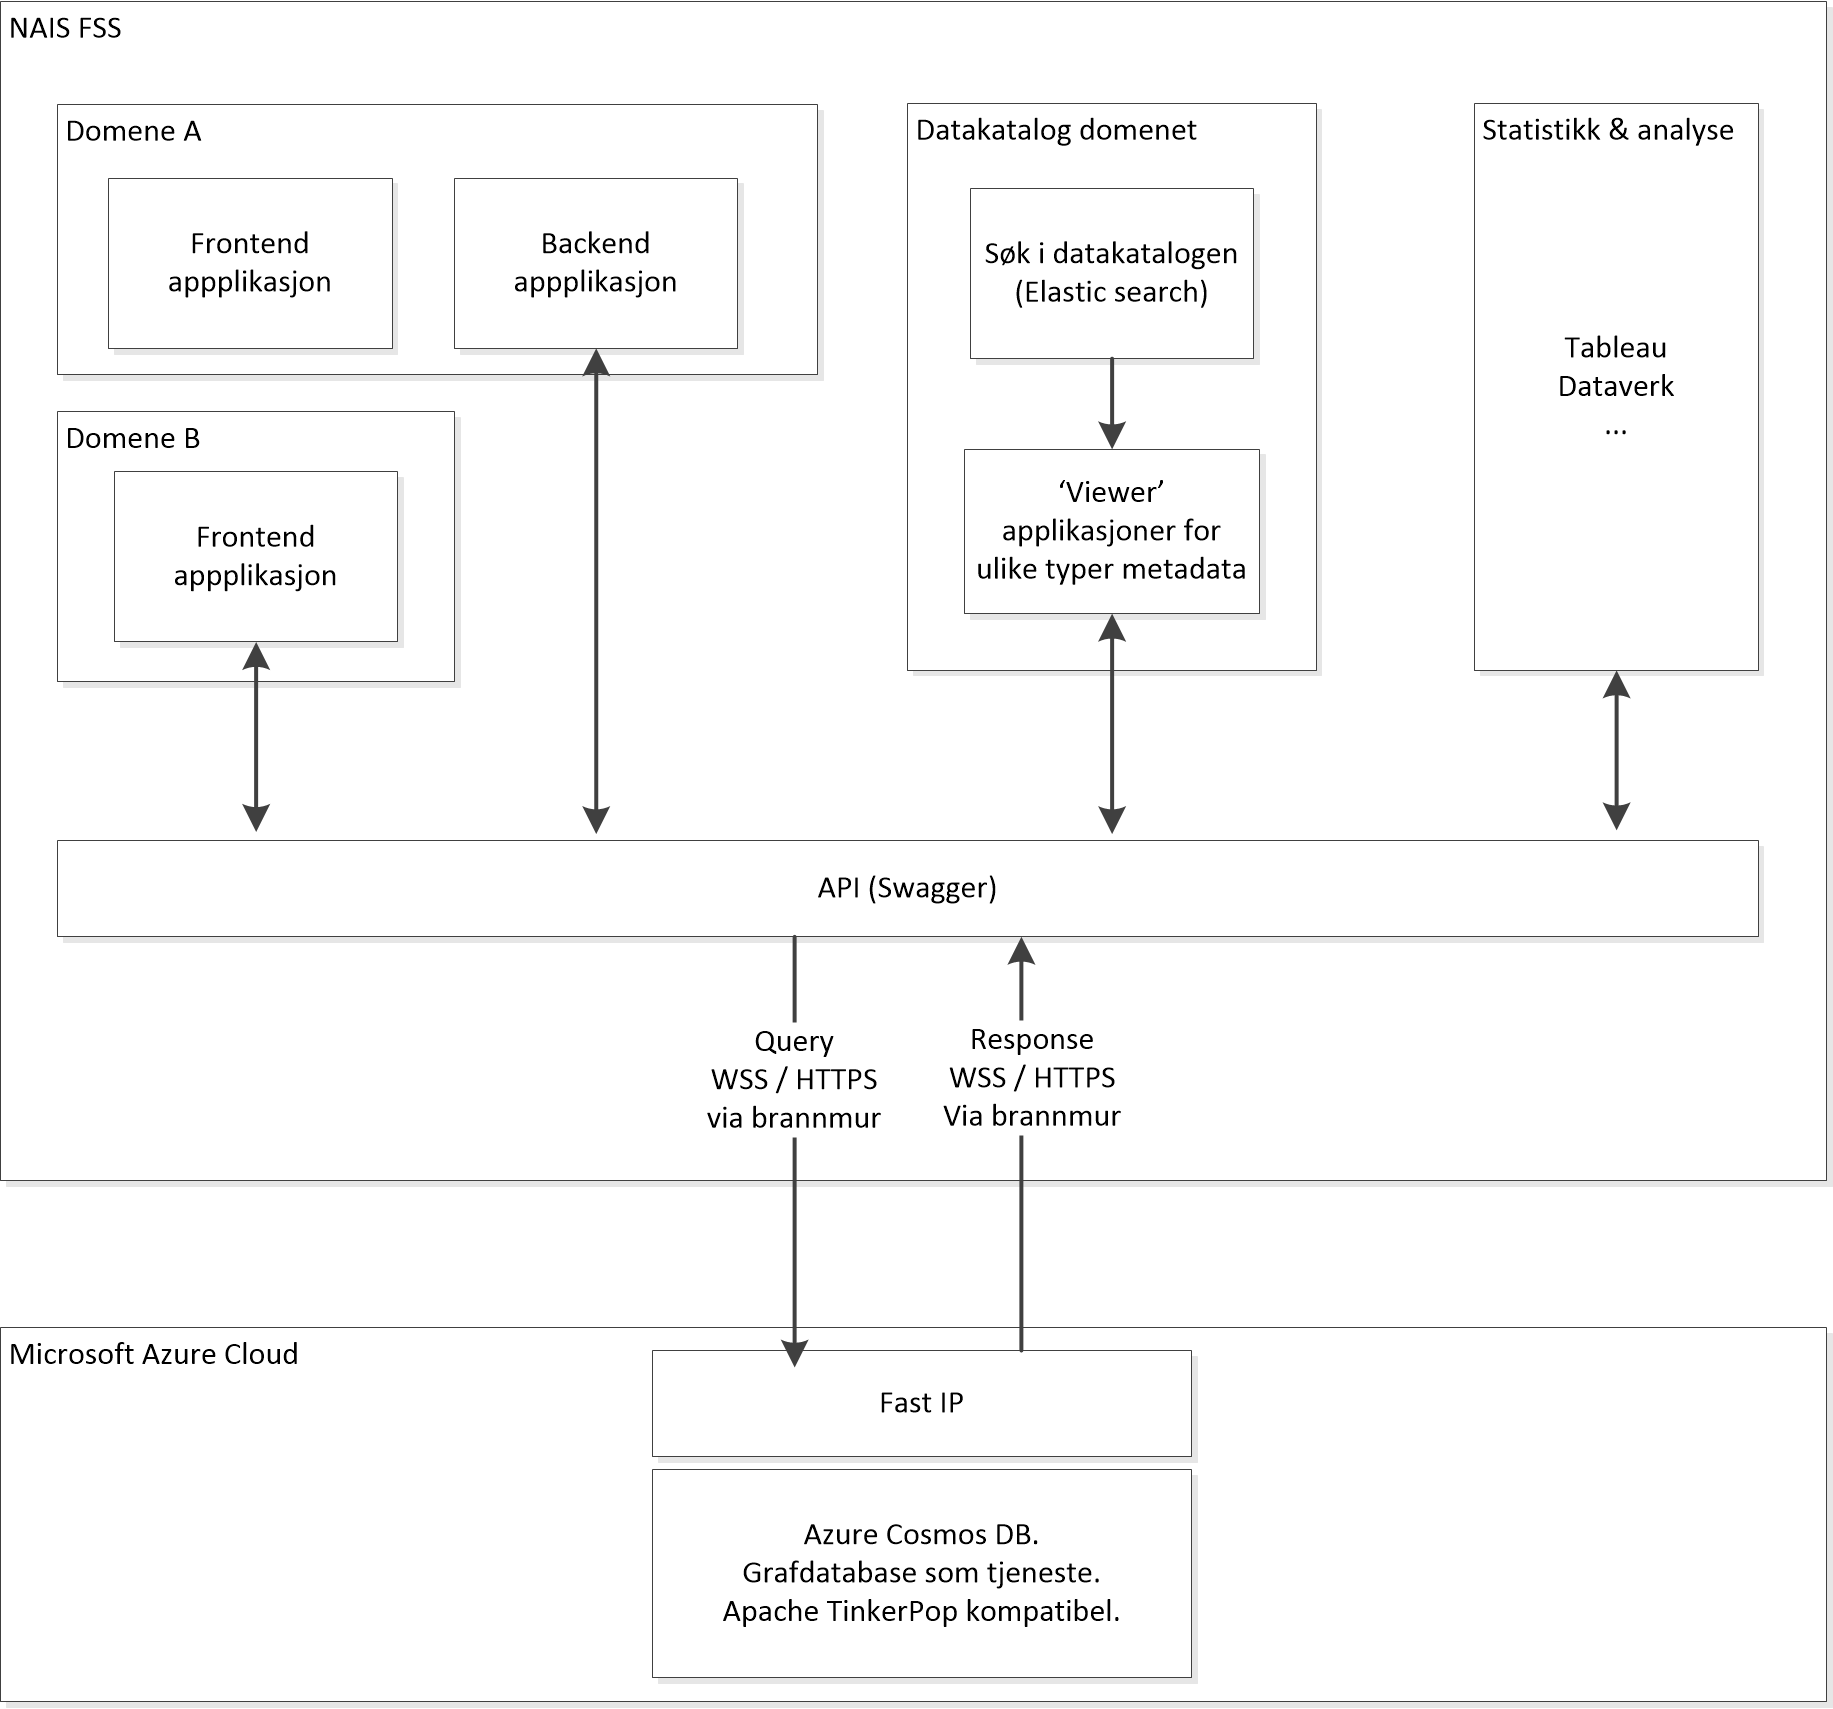 NAIS FSS
Domene A
Frontend
appplikasjon
Backend
appplikasjon
Domene B
Frontend
appplikasjon
Datakatalog domenet
Søk i datakatalogen
(Elastic search)
‘Viewer’
applikasjoner for
ulike typer metadata
Statistikk & analyse
Tableau
Dataverk
...
API (Swagger)
Query
WSS / HTTPS
via brannmur
Response
WSS / HTTPS
Via brannmur
Microsoft Azure Cloud
Fast IP
Azure Cosmos DB.
Grafdatabase som tjeneste.
Apache TinkerPop kompatibel.